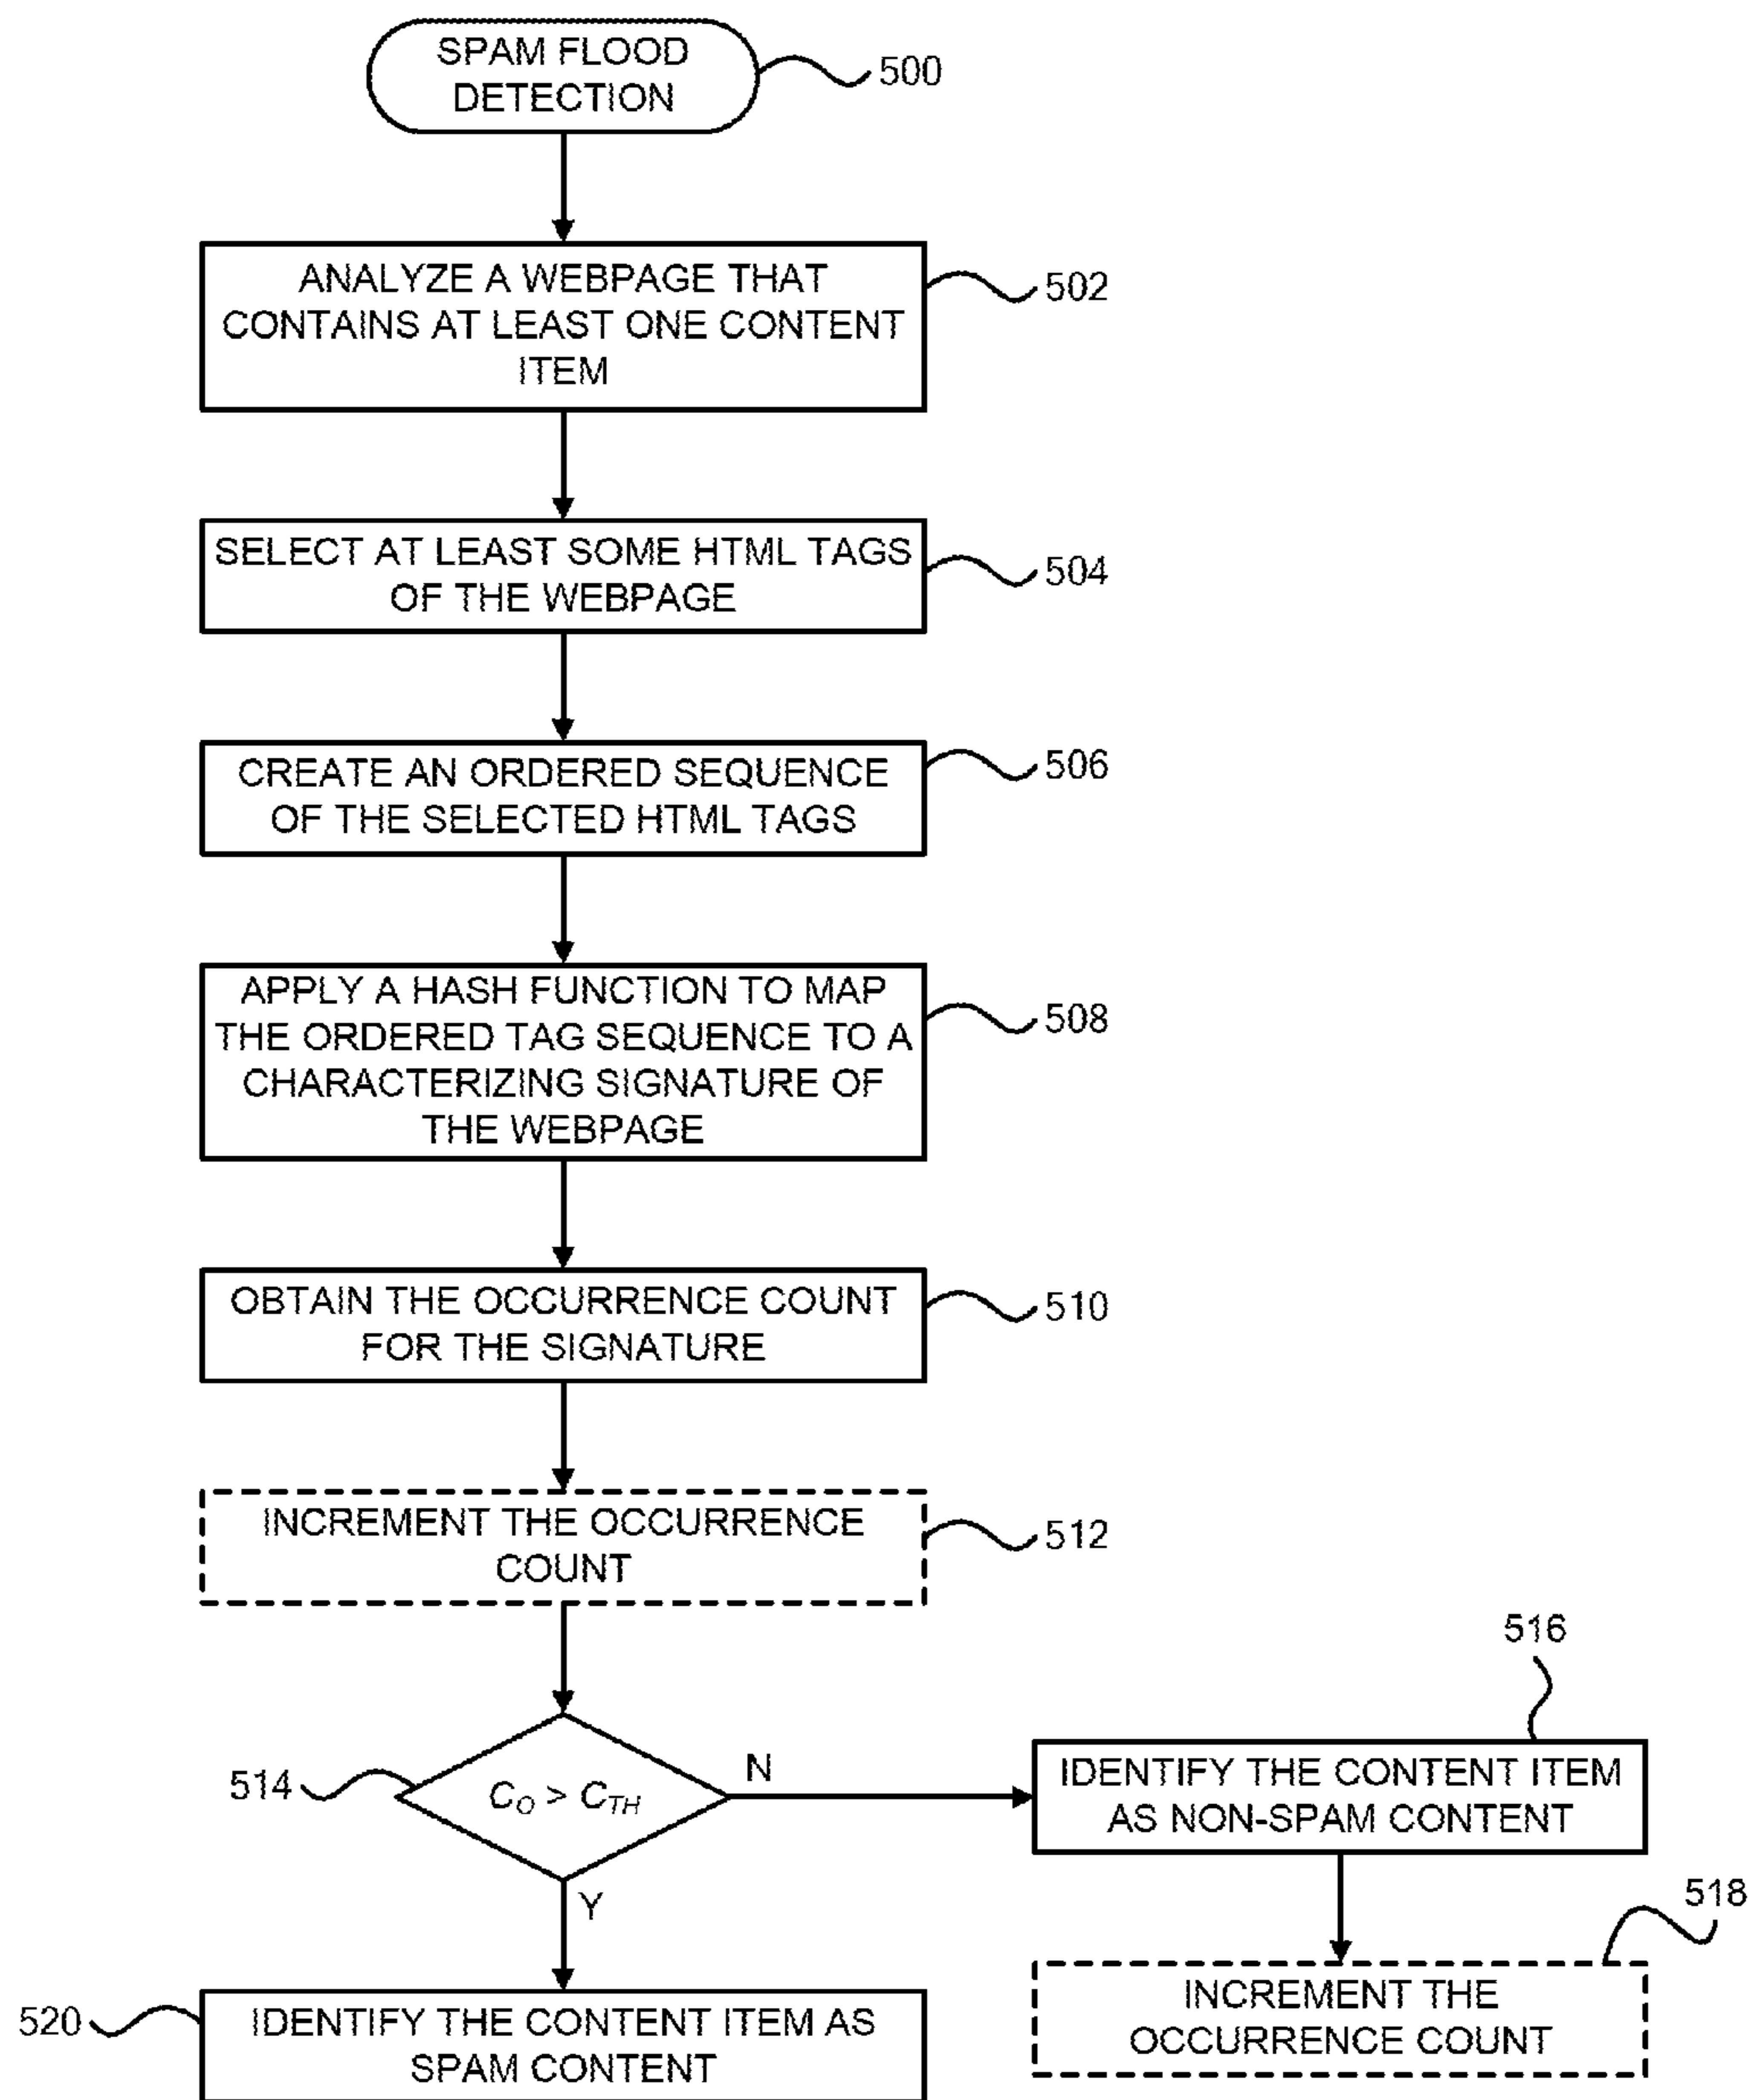 SPAM FLOOD
DETECTION
500
ANALYZE A WEBPAGE THAT
CONTAINS AT LEAST ONE CONTENT
ITEM
502
SELECT AT LEAST SOME HTML TAGS
OF THE WEBPAGE
504
CREATE AN ORDERED SEQUENCE
OF THE SELECTED HTML TAGS
506
APPLY A HASH FUNCTION TO MAP
THE ORDERED TAG SEQUENCE TO A
CHARACTERIZING SIGNATURE OF
THE WEBPAGE
508
OBTAIN THE OCCURRENCE COUNT
FOR THE SIGNATURE
510
INCREMENT THE OCCURRENCE
COUNT
512
514
C_O > C_TH
N
Y
516
IDENTIFY THE CONTENT ITEM
AS NON-SPAM CONTENT
518
INCREMENT THE
OCCURRENCE COUNT
520
IDENTIFY THE CONTENT ITEM AS
SPAM CONTENT